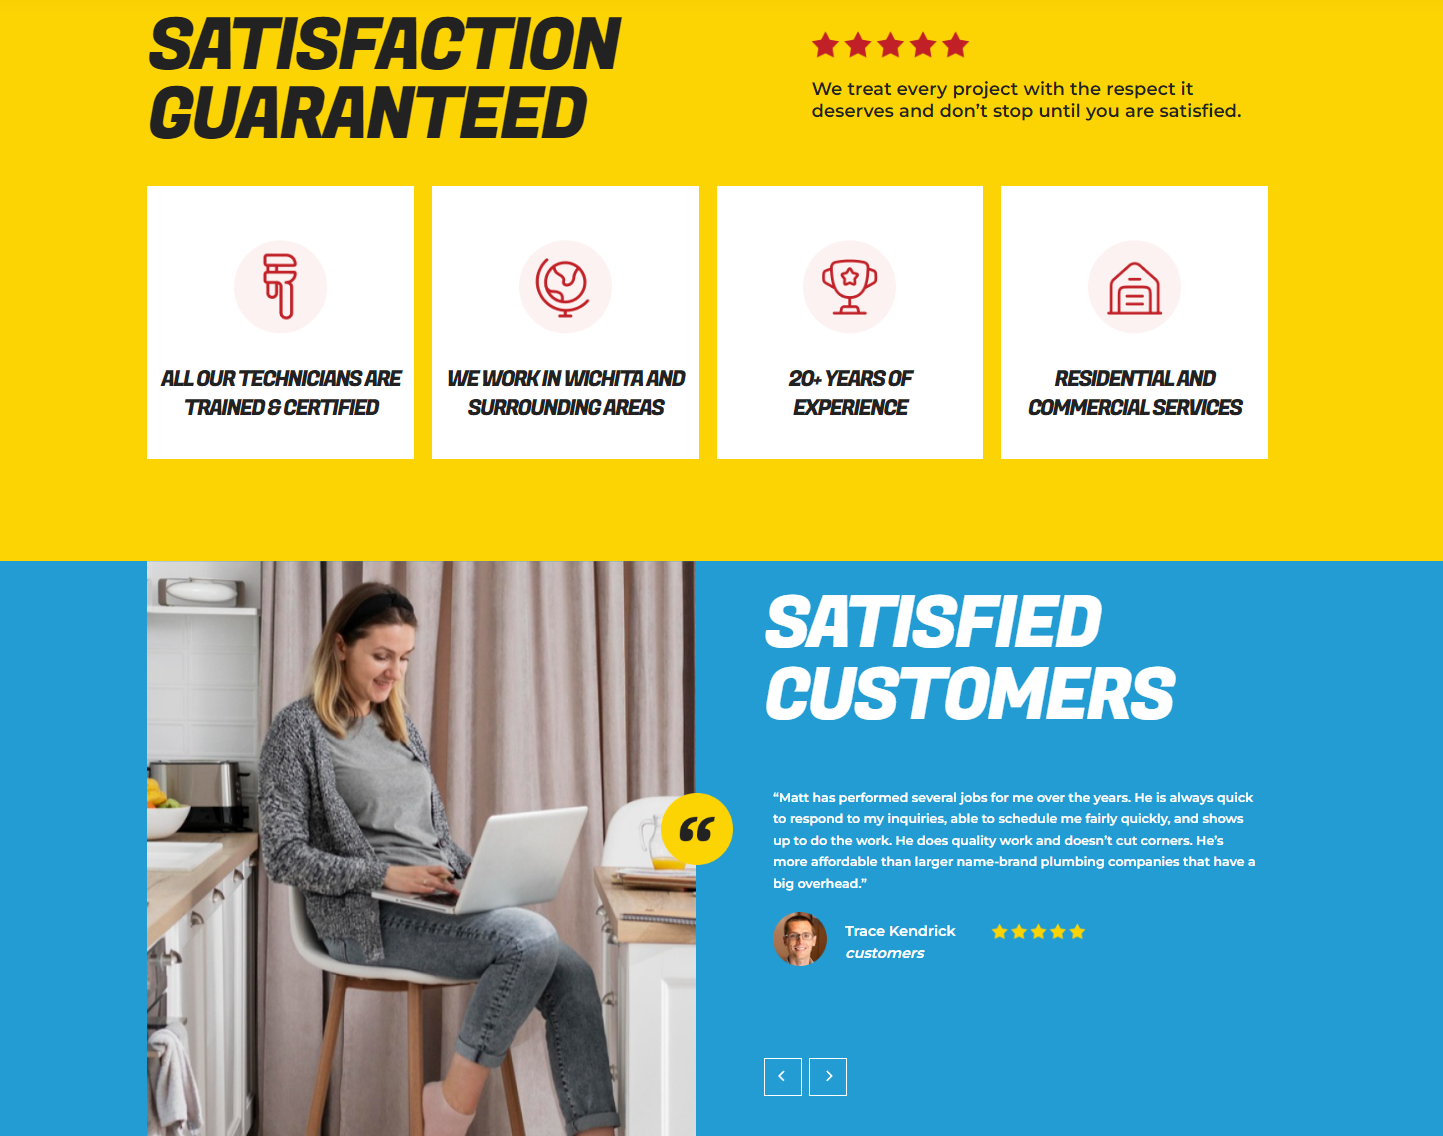 SATISFACTION
GUARANTEED
We treat every project with the respect it
deserves and don’t stop until you are satisfied.
ALL OUR TECHNICIANS ARE
TRAINED & CERTIFIED
WE WORK IN WICHITA AND
SURROUNDING AREAS
20+ YEARS OF
EXPERIENCE
RESIDENTIAL AND
COMMERCIAL SERVICES
SATISFIED
CUSTOMERS
“Matt has performed several jobs for me over the years. He is always quick
to respond to my inquiries, able to schedule me fairly quickly, and shows
up to do the work. He does quality work and doesn’t cut corners. He’s
more affordable than larger name-brand plumbing companies that have a
big overhead.”
Trace Kendrick
customers